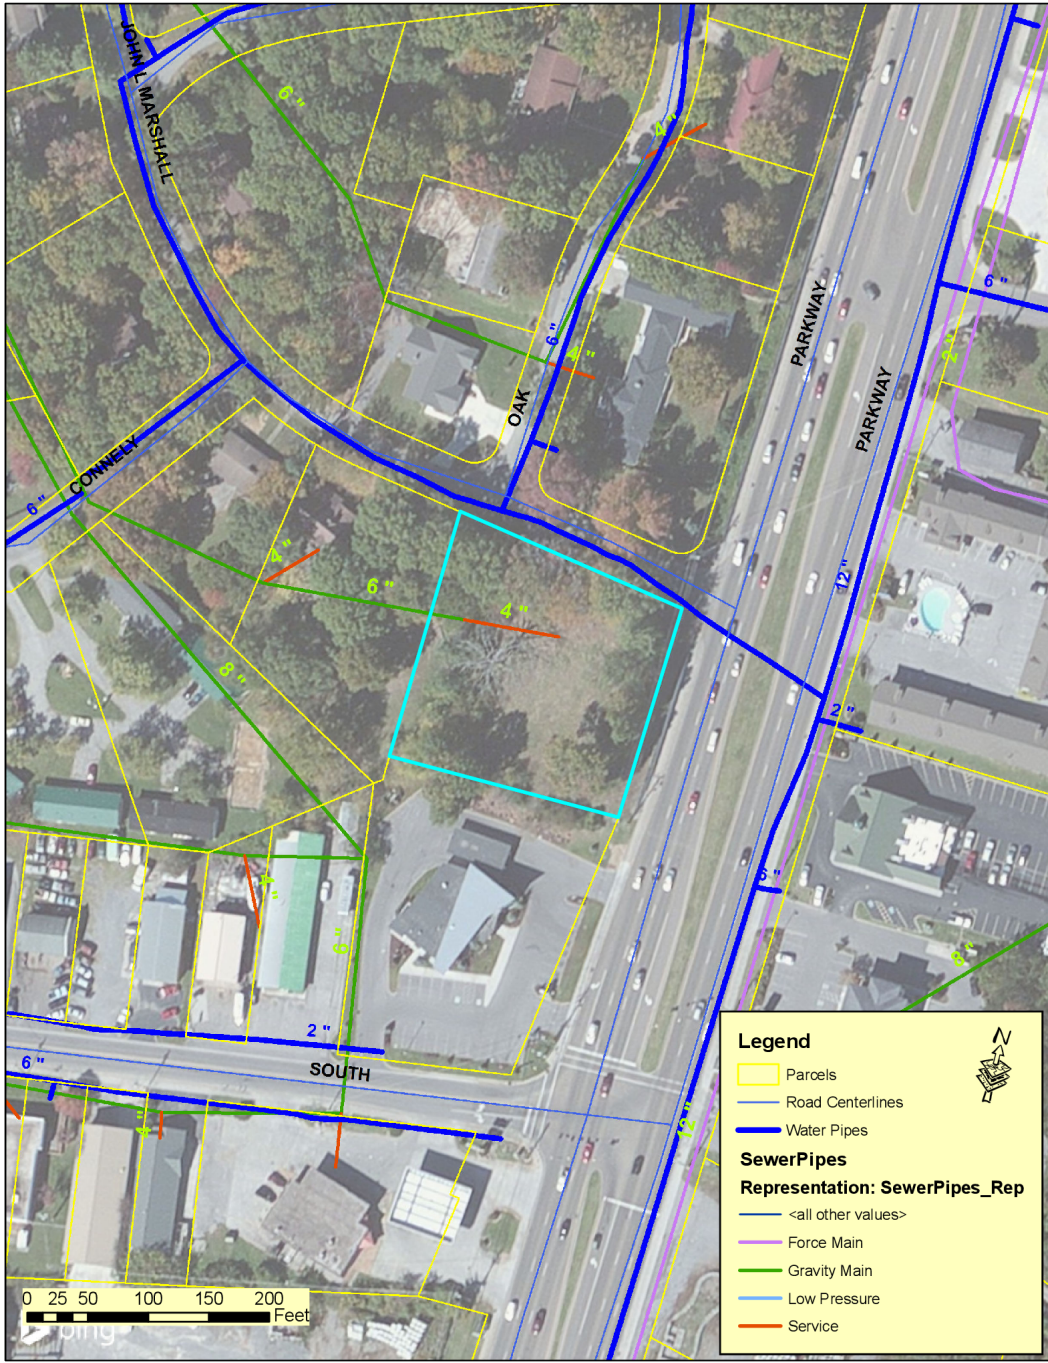 JOHN L MARSHALL
6 "
4 "
PARKWAY
6 "
6 "
2 "
4 "
OAK
PARKWAY
CONNELY
6 "
4 "
6 "
4 "
12 "
8 "
2 "
6 "
4 "
8 "
2 "
6 "
SOUTH
4 "
12 "
Legend
Parcels
Road Centerlines
Water Pipes
SewerPipes
Representation: SewerPipes_Rep
<all other values>
Force Main
Gravity Main
Low Pressure
Service
N
0 25 50 100 150 200
Feet
bing